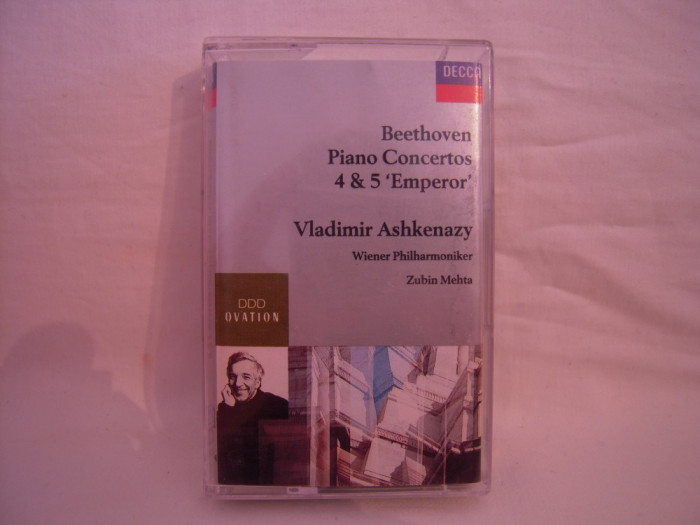 DECCA
Beethoven
Piano Concertos
4 & 5 ‘Emperor’
Vladimir Ashkenazy
Wiener Philharmoniker
Zubin Mehta
DDD
OVATION